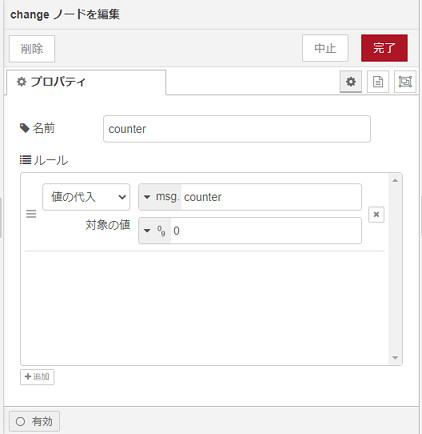 change ノードを編集
削除 中止 完了
プロパティ
名前 counter
ルール
値の代入 msg. counter
対象の値 0 9 0
+追加
有効